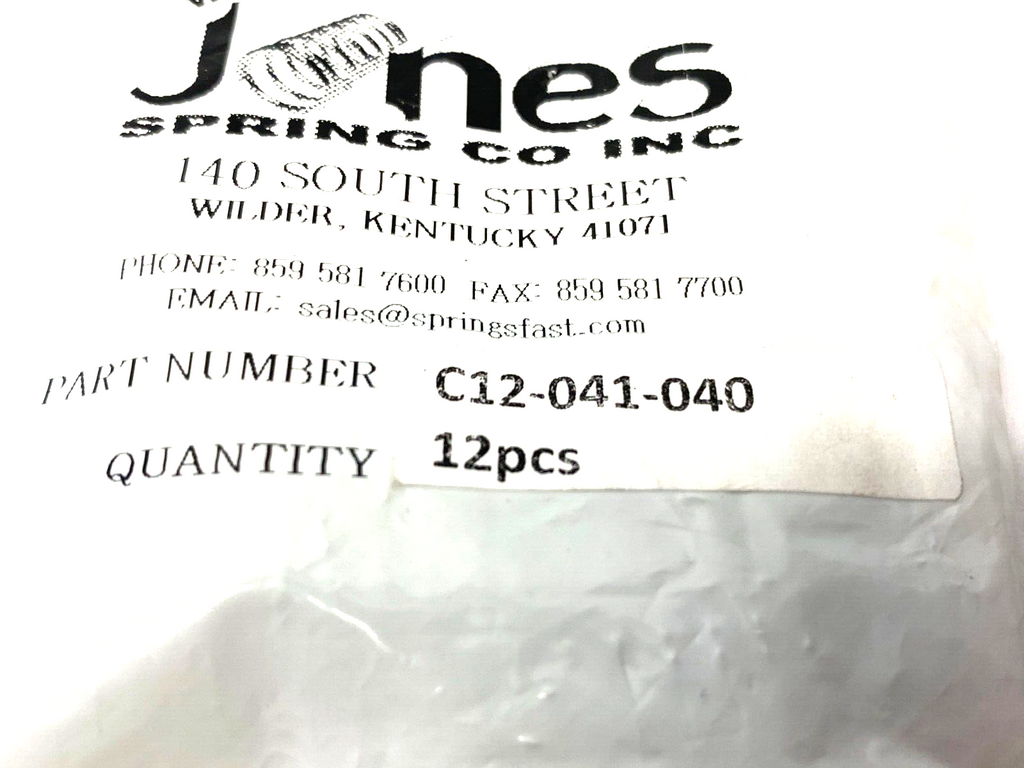 Jones
SPRING CO INC
140 SOUTH STREET
WILDER, KENTUCKY 41071
PHONE: 859 581 7600 FAX: 859 581 7700
EMAIL: sales@springsfast.com
PART NUMBER C12-041-040
QUANTITY 12pcs